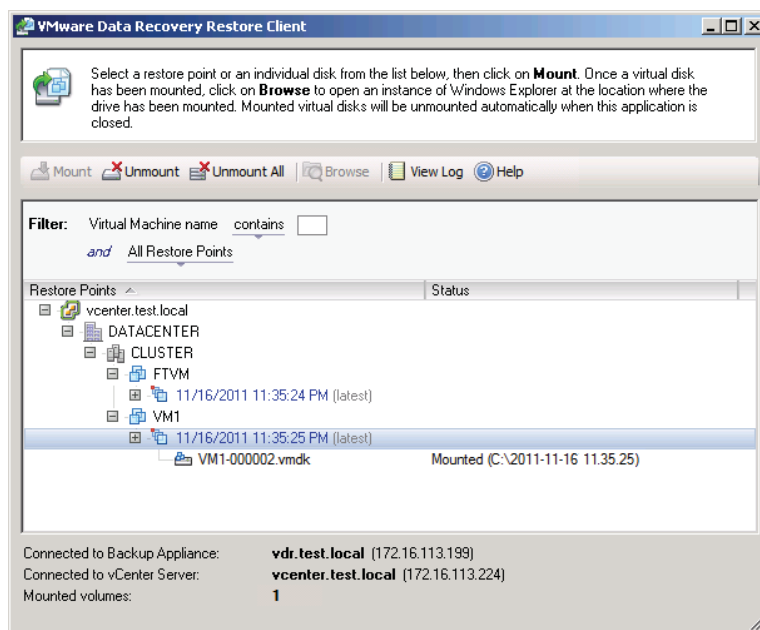 VMware Data Recovery Restore Client
Select a restore point or an individual disk from the list below, then click on Mount. Once a virtual disk
has been mounted, click on Browse to open an instance of Windows Explorer at the location where the
drive has been mounted. Mounted virtual disks will be unmounted automatically when this application is
closed.
Mount Unmount Unmount All Browse View Log Help
Filter: Virtual Machine name contains
and All Restore Points
Restore Points Status
vcenter.test.local
DATACENTER
CLUSTER
FTVM
11/16/2011 11:35:24 PM (latest)
VM1
11/16/2011 11:35:25 PM (latest)
VM1-000002.vmdk Mounted (C:\2011-11-16 11.35.25)
Connected to Backup Appliance: vdr.test.local (172.16.113.199)
Connected to vCenter Server: vcenter.test.local (172.16.113.224)
Mounted volumes: 1